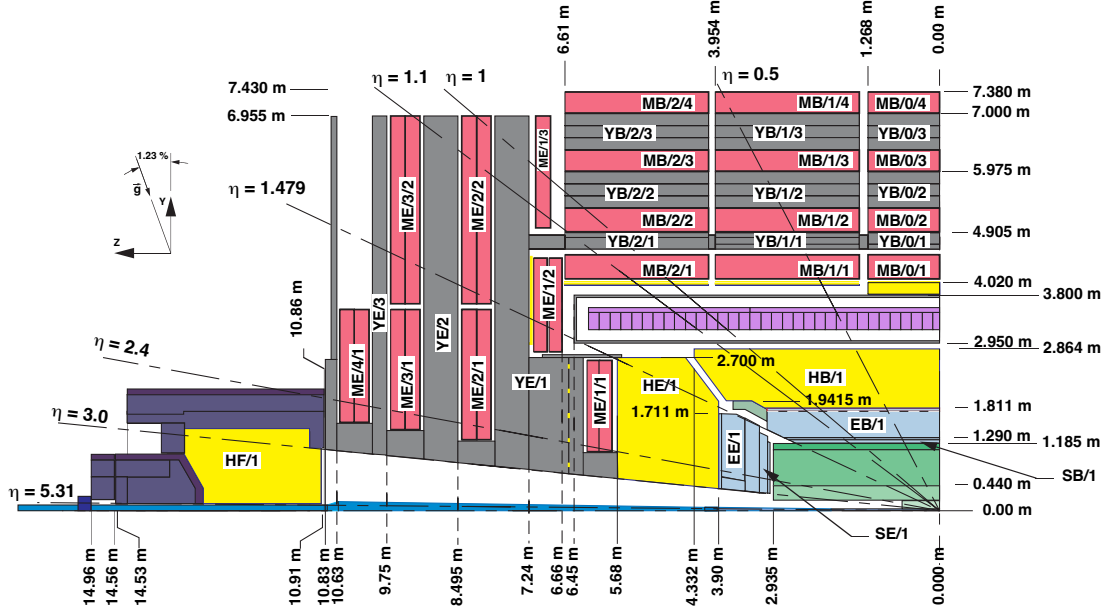 6.61 m
3.954 m
1.268 m
0.00 m
η = 1.1
η = 1
η = 0.5
7.430 m
6.955 m
MB/2/4
MB/1/4
MB/0/4
7.380 m
7.000 m
YB/2/3
YB/1/3
YB/0/3
ME/1/3
MB/2/3
MB/1/3
MB/0/3
5.975 m
1.23 %
g
Y
Z
η = 1.479
ME/3/2
ME/2/2
YB/2/2
YB/1/2
YB/0/2
MB/2/2
MB/1/2
MB/0/2
4.905 m
YB/2/1
YB/1/1
YB/0/1
MB/2/1
MB/1/1
MB/0/1
4.020 m
3.800 m
10.86 m
YE/3
YE/2
ME/1/2
2.950 m
2.864 m
η = 2.4
ME/4/1
ME/3/1
ME/2/1
YE/1
ME/1/1
HE/1
2.700 m
HB/1
1.9415 m
1.711 m
1.811 m
η = 3.0
EB/1
EE/1
1.290 m
1.185 m
HF/1
SB/1
0.440 m
η = 5.31
0.00 m
SE/1
14.96 m
14.56 m
14.53 m
10.91 m
10.83 m
10.63 m
9.75 m
8.495 m
7.24 m
6.66 m
6.45 m
5.68 m
4.332 m
3.90 m
2.935 m
0.000 m